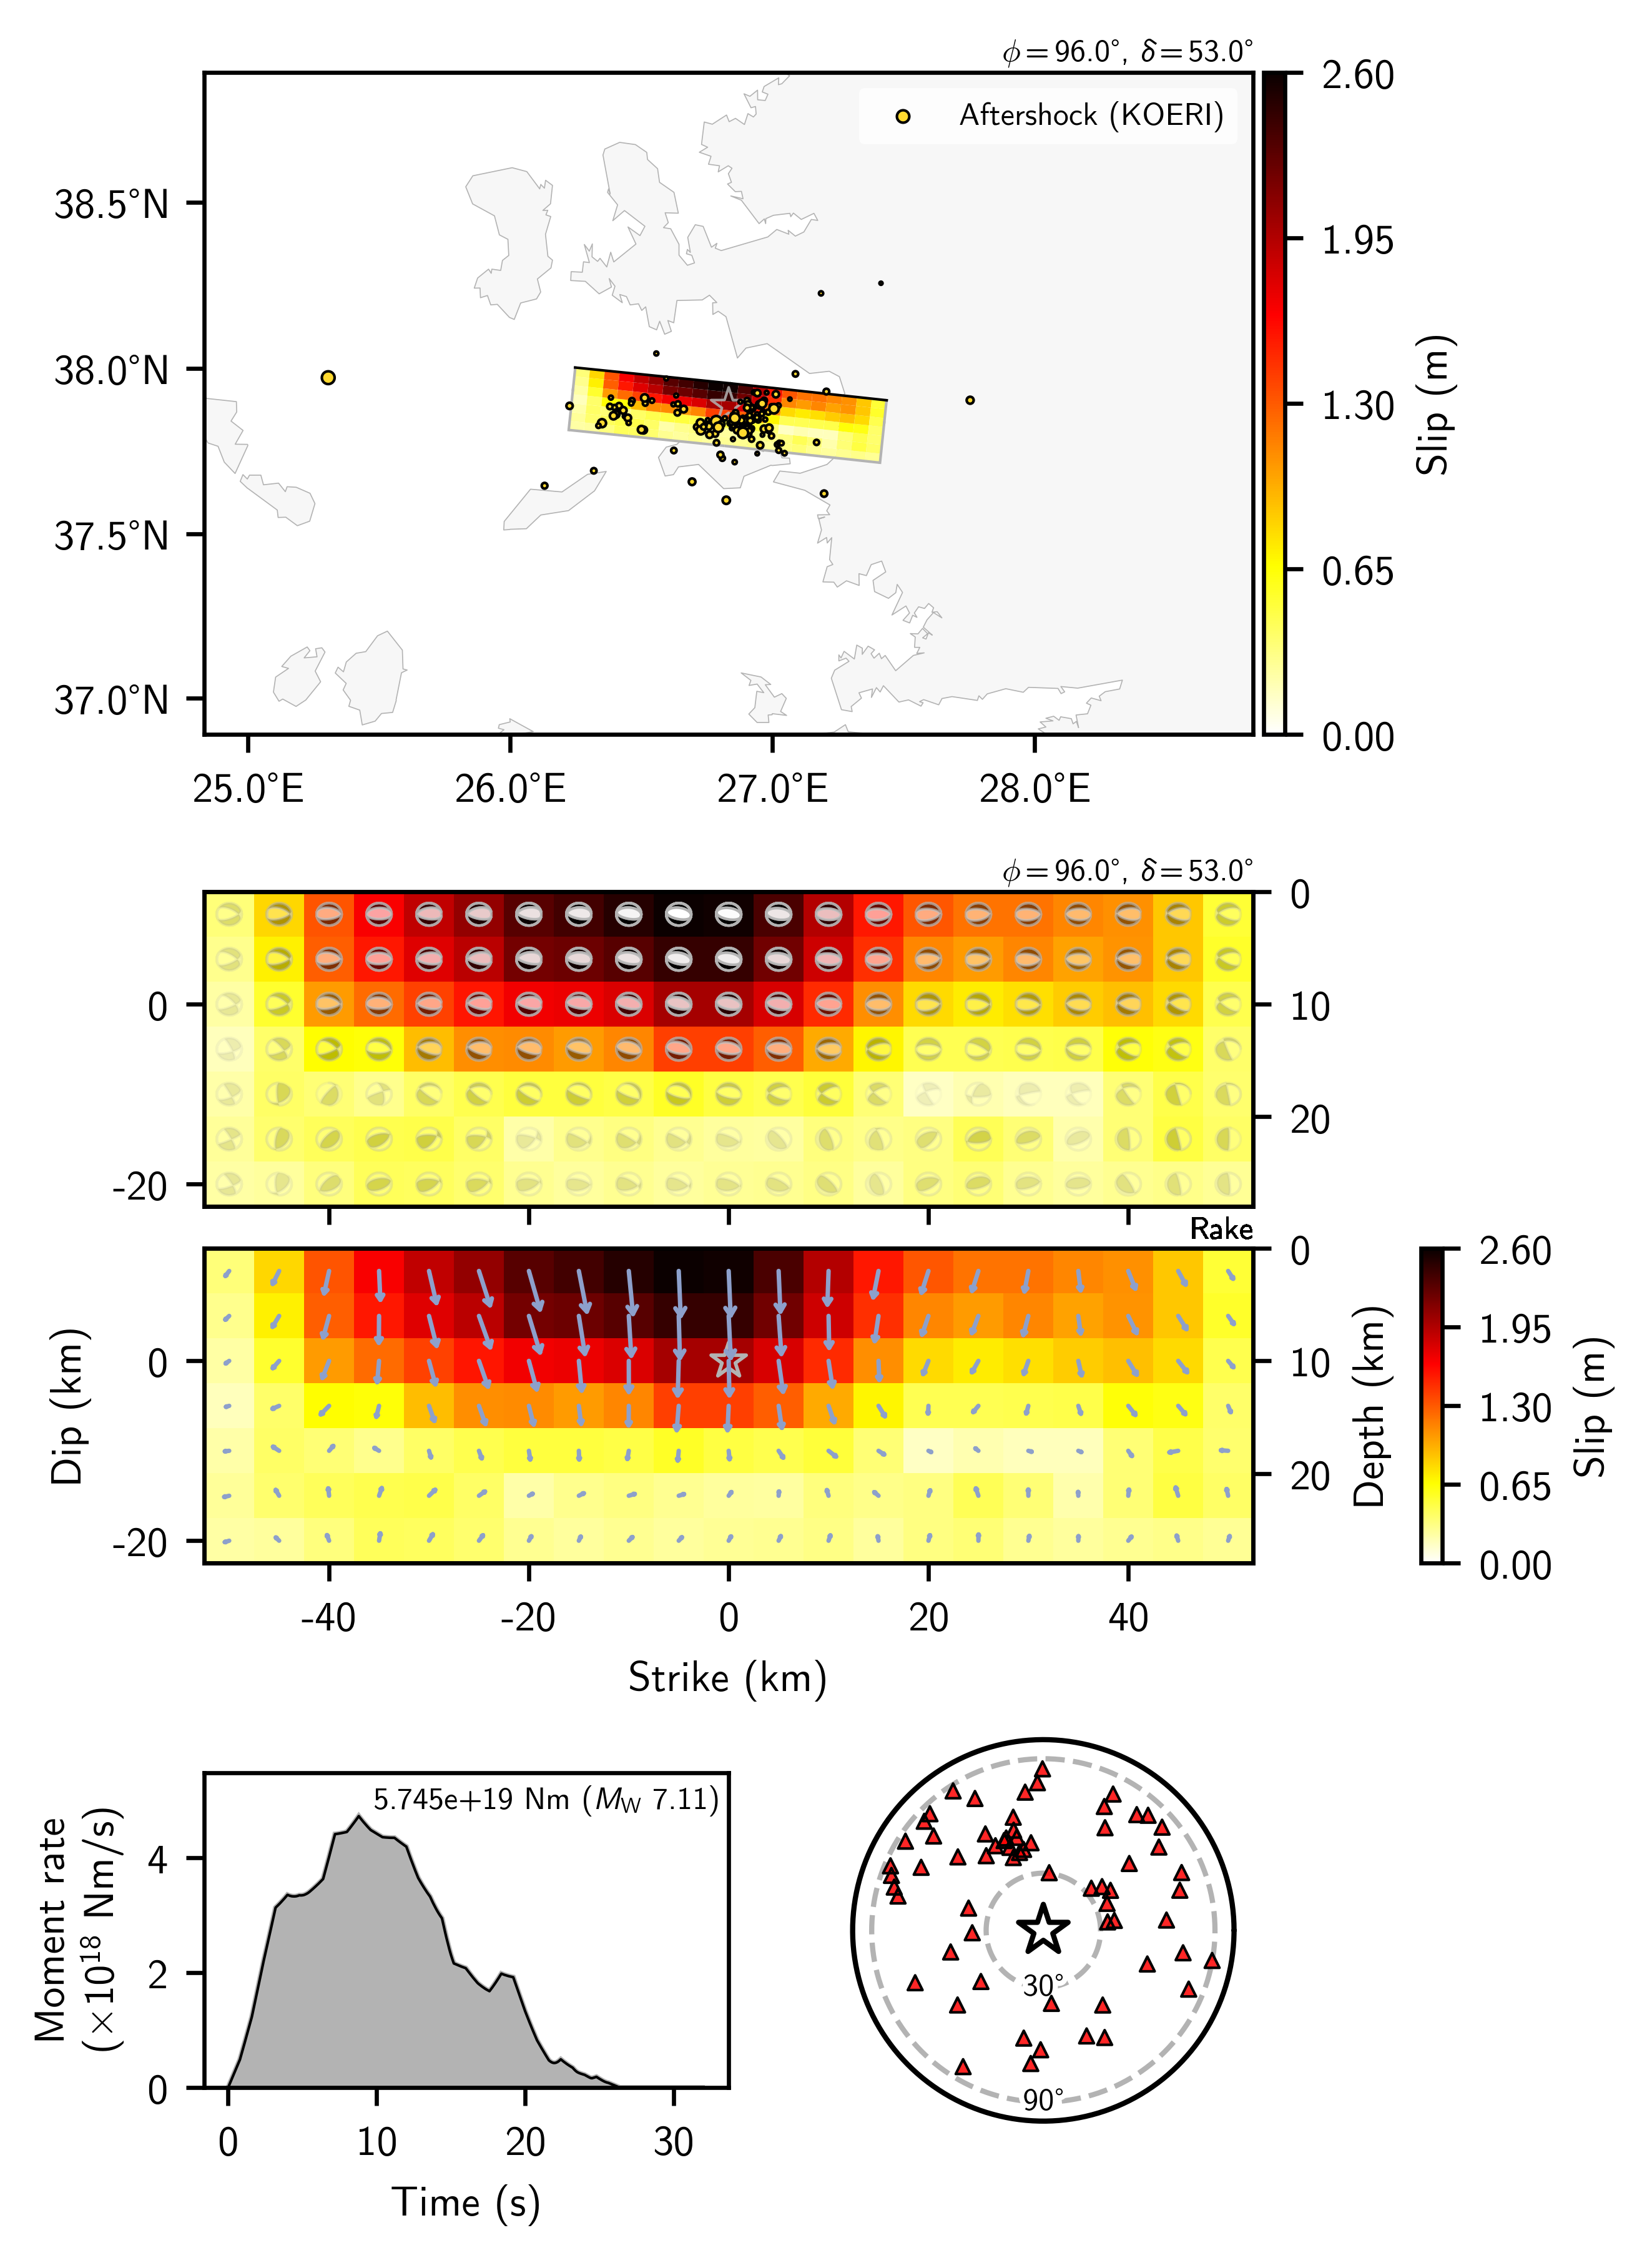 ϕ = 96.0°, δ = 53.0°
Aftershock (KOERI)
38.5°N
38.0°N
37.5°N
37.0°N
25.0°E 26.0°E 27.0°E 28.0°E
2.60
1.95
1.30
0.65
0.00
Slip (m)
ϕ = 96.0°, δ = 53.0°
0
-20
0
10
20
Rake
Dip (km)
0
-20
0
10
20
Depth (km)
-40 -20 0 20 40
Strike (km)
2.60
1.95
1.30
0.65
0.00
Slip (m)
5.745e+19 Nm (MW 7.11)
Moment rate
(×10¹⁸ Nm/s)
4
2
0
0 10 20 30
Time (s)
30°
90°